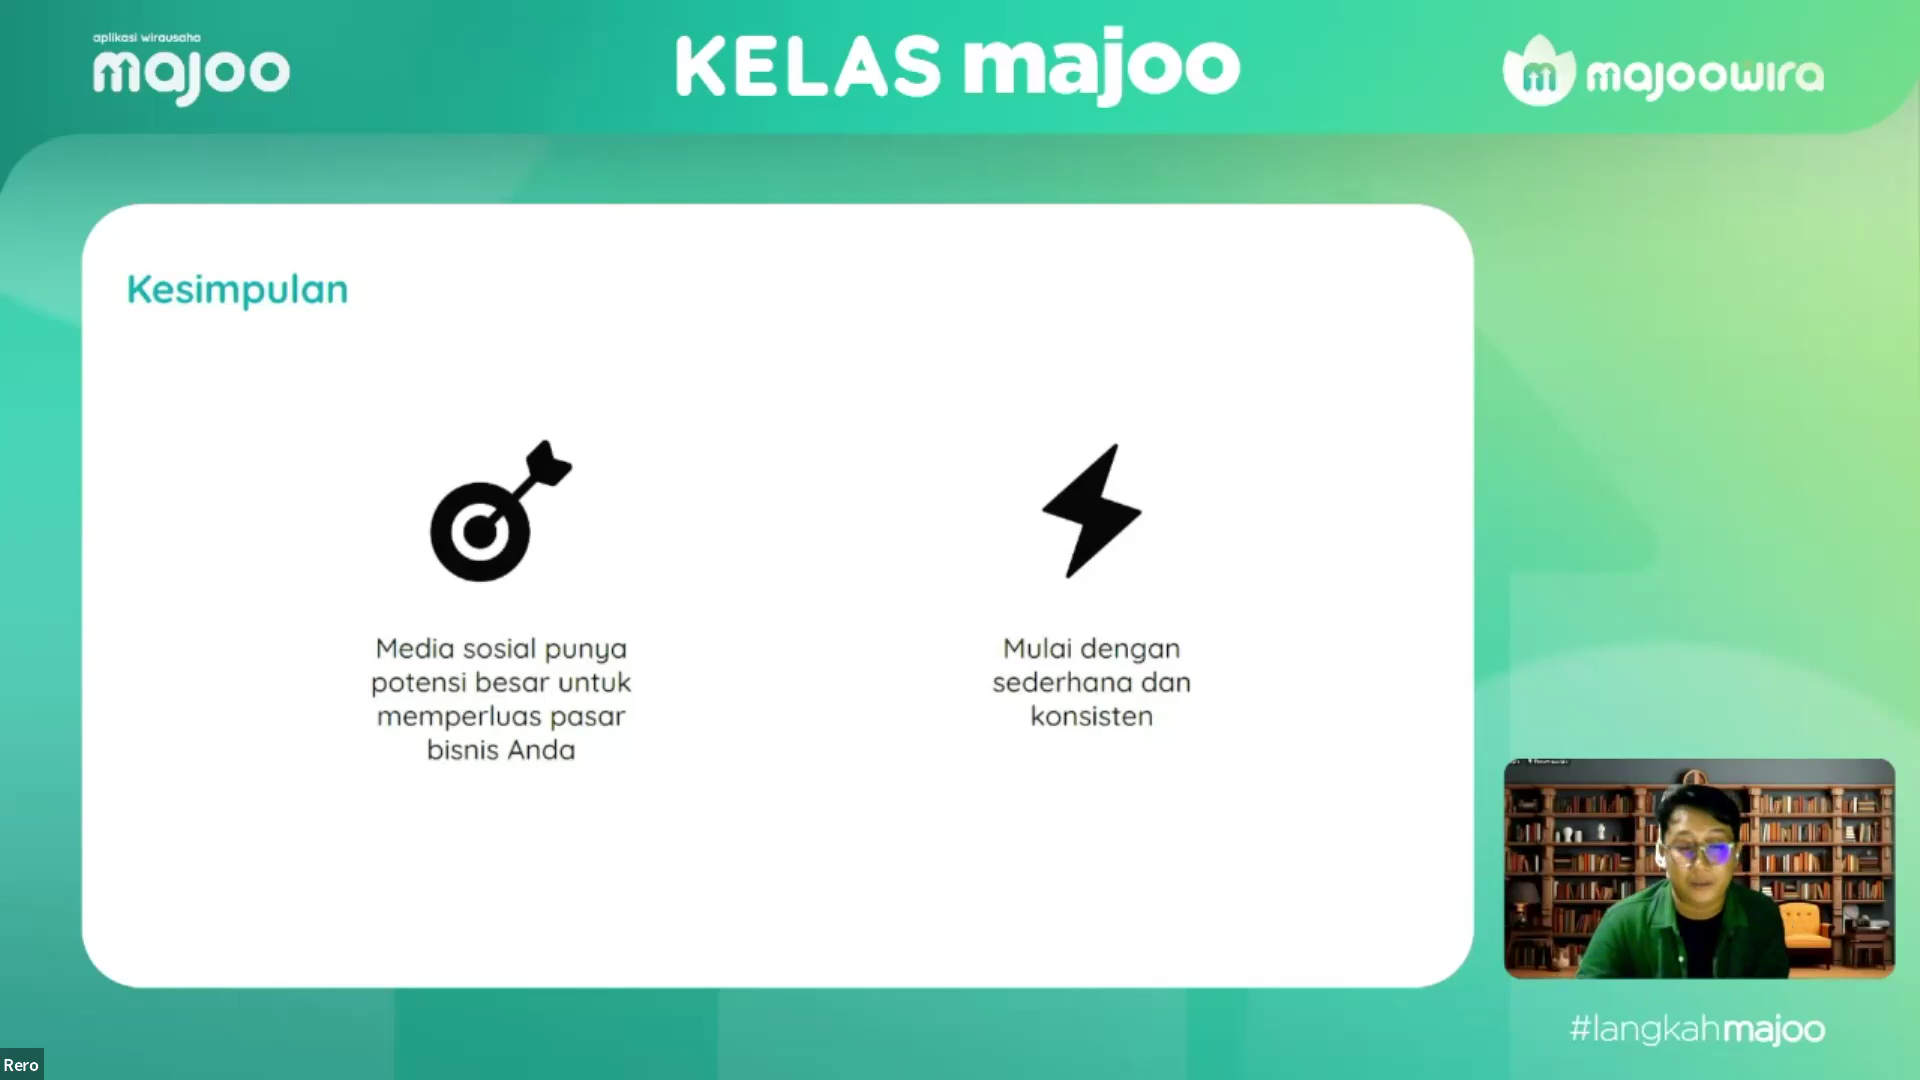 aplikasi wirausaha
majoo
KELAS majoo
majoowira
Kesimpulan
Media sosial punya
potensi besar untuk
memperluas pasar
bisnis Anda
Mulai dengan
sederhana dan
konsisten
#langkahmajoo
Rero